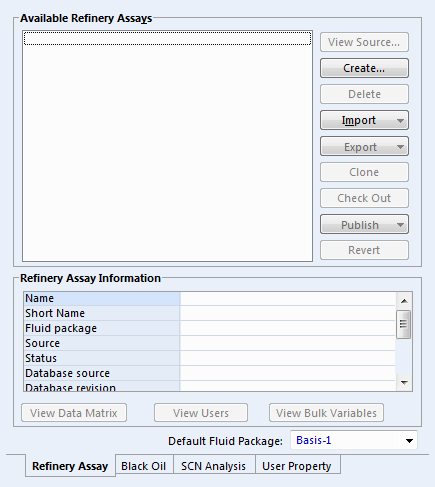 Available Refinery Assays
View Source...
Create...
Delete
Import
Export
Clone
Check Out
Publish
Revert
Refinery Assay Information
Name
Short Name
Fluid package
Source
Status
Database source
Database revision
View Data Matrix View Users View Bulk Variables
Default Fluid Package: Basis-1
Refinery Assay Black Oil SCN Analysis User Property